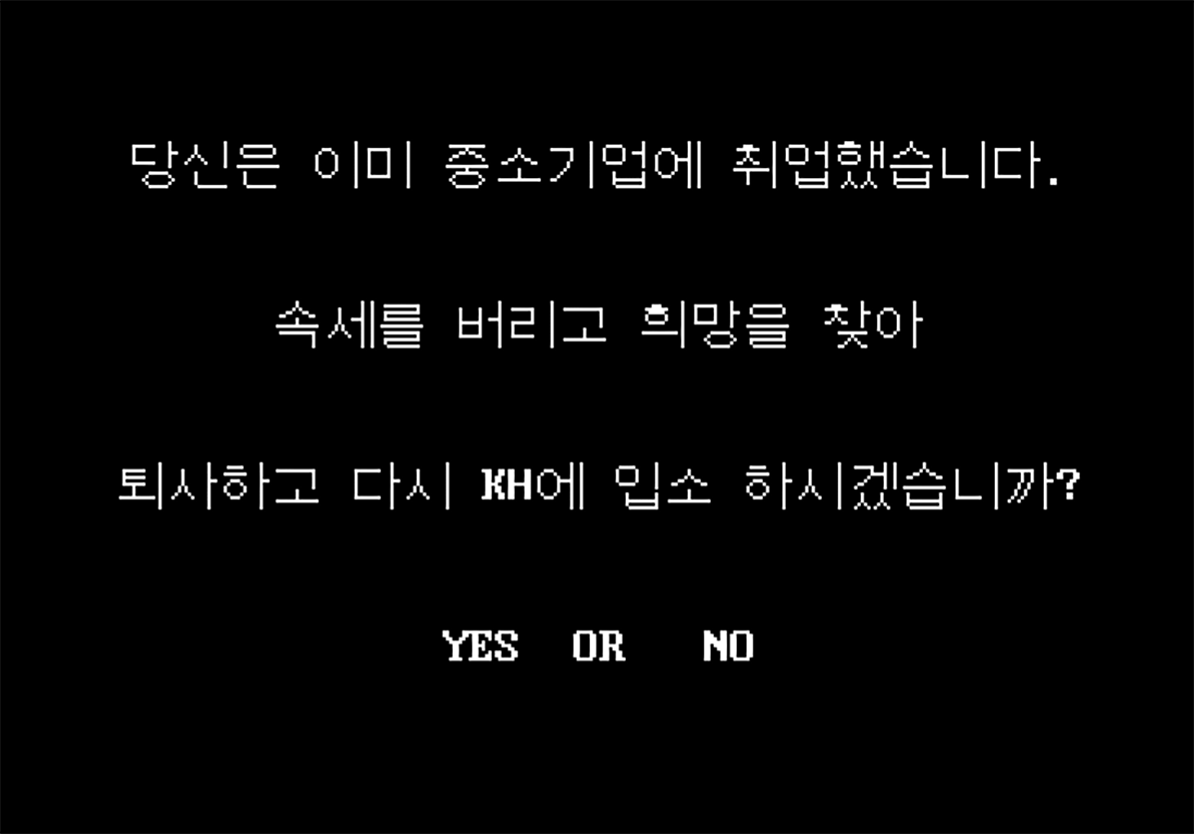 당신은 이미 중소기업에 취업했습니다.
속세를 버리고 희망을 찾아
퇴사하고 다시 KH에 입소 하시겠습니까?
YES OR NO